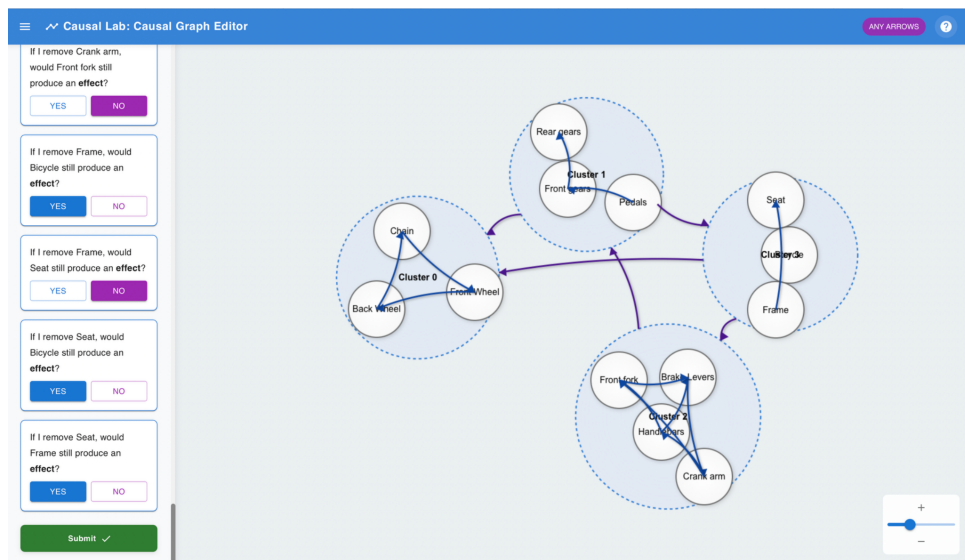 Causal Lab: Causal Graph Editor
ANY ARROWS
?
If I remove Crank arm,
would Front fork still
produce an effect?
YES NO
If I remove Frame, would
Bicycle still produce an
effect?
YES NO
If I remove Frame, would
Seat still produce an effect?
YES NO
If I remove Seat, would
Bicycle still produce an
effect?
YES NO
If I remove Seat, would
Frame still produce an
effect?
YES NO
Submit
Rear gears
Cluster 1
Front gears
Pedals
Chain
Cluster 0
Front Wheel
Back Wheel
Seat
Cluster 3
Frame
Front fork
Brake Levers
Cluster 2
Handlebars
Crank arm
+
−